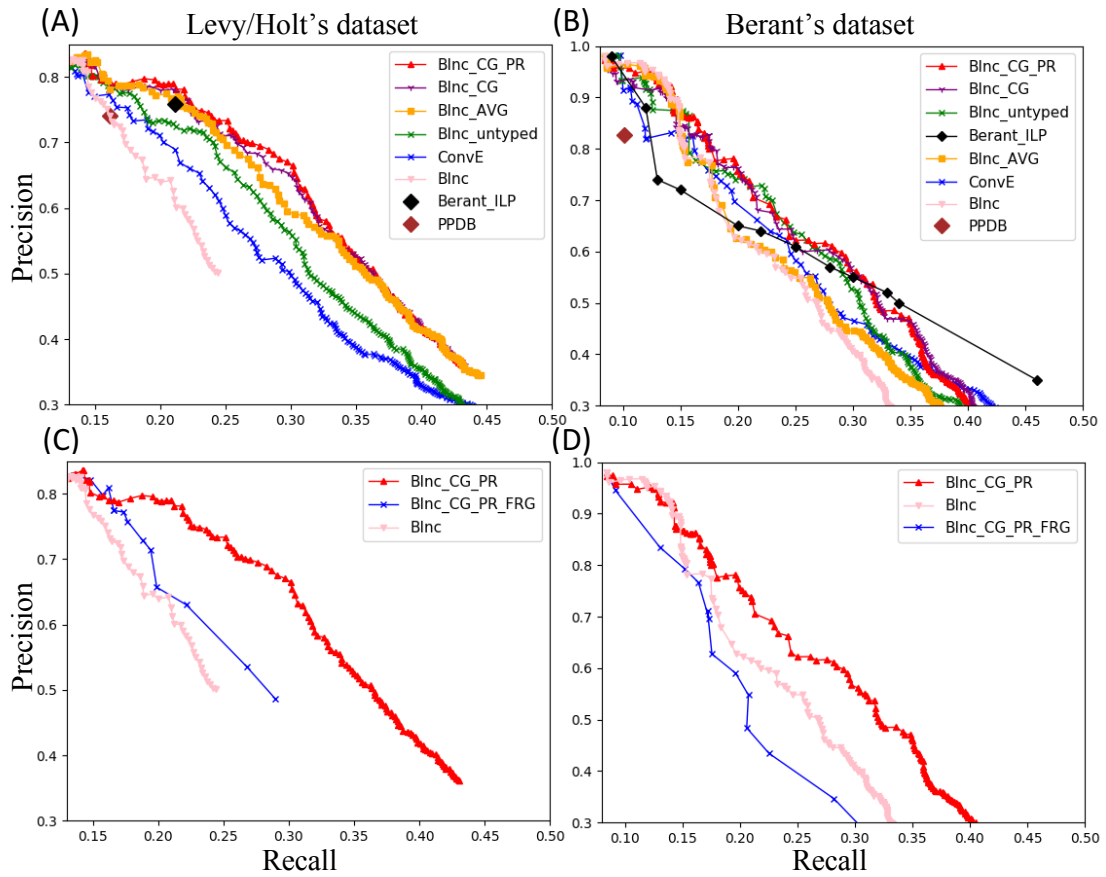 (A) Levy/Holt's dataset
(B) Berant's dataset
Precision
0.8
0.7
0.6
0.5
0.4
0.3
0.15 0.20 0.25 0.30 0.35 0.40 0.45 0.50
BInc_CG_PR
BInc_CG
BInc_AVG
BInc_untyped
ConvE
BInc
Berant_ILP
PPDB
1.0
0.9
0.8
0.7
0.6
0.5
0.4
0.3
0.10 0.15 0.20 0.25 0.30 0.35 0.40 0.45 0.50
BInc_CG_PR
BInc_CG
BInc_untyped
Berant_ILP
BInc_AVG
ConvE
BInc
PPDB
(C)
Precision
0.8
0.7
0.6
0.5
0.4
0.3
0.15 0.20 0.25 0.30 0.35 0.40 0.45 0.50
Recall
BInc_CG_PR
BInc_CG_PR_FRG
BInc
(D)
1.0
0.9
0.8
0.7
0.6
0.5
0.4
0.3
0.10 0.15 0.20 0.25 0.30 0.35 0.40 0.45 0.50
Recall
BInc_CG_PR
BInc
BInc_CG_PR_FRG